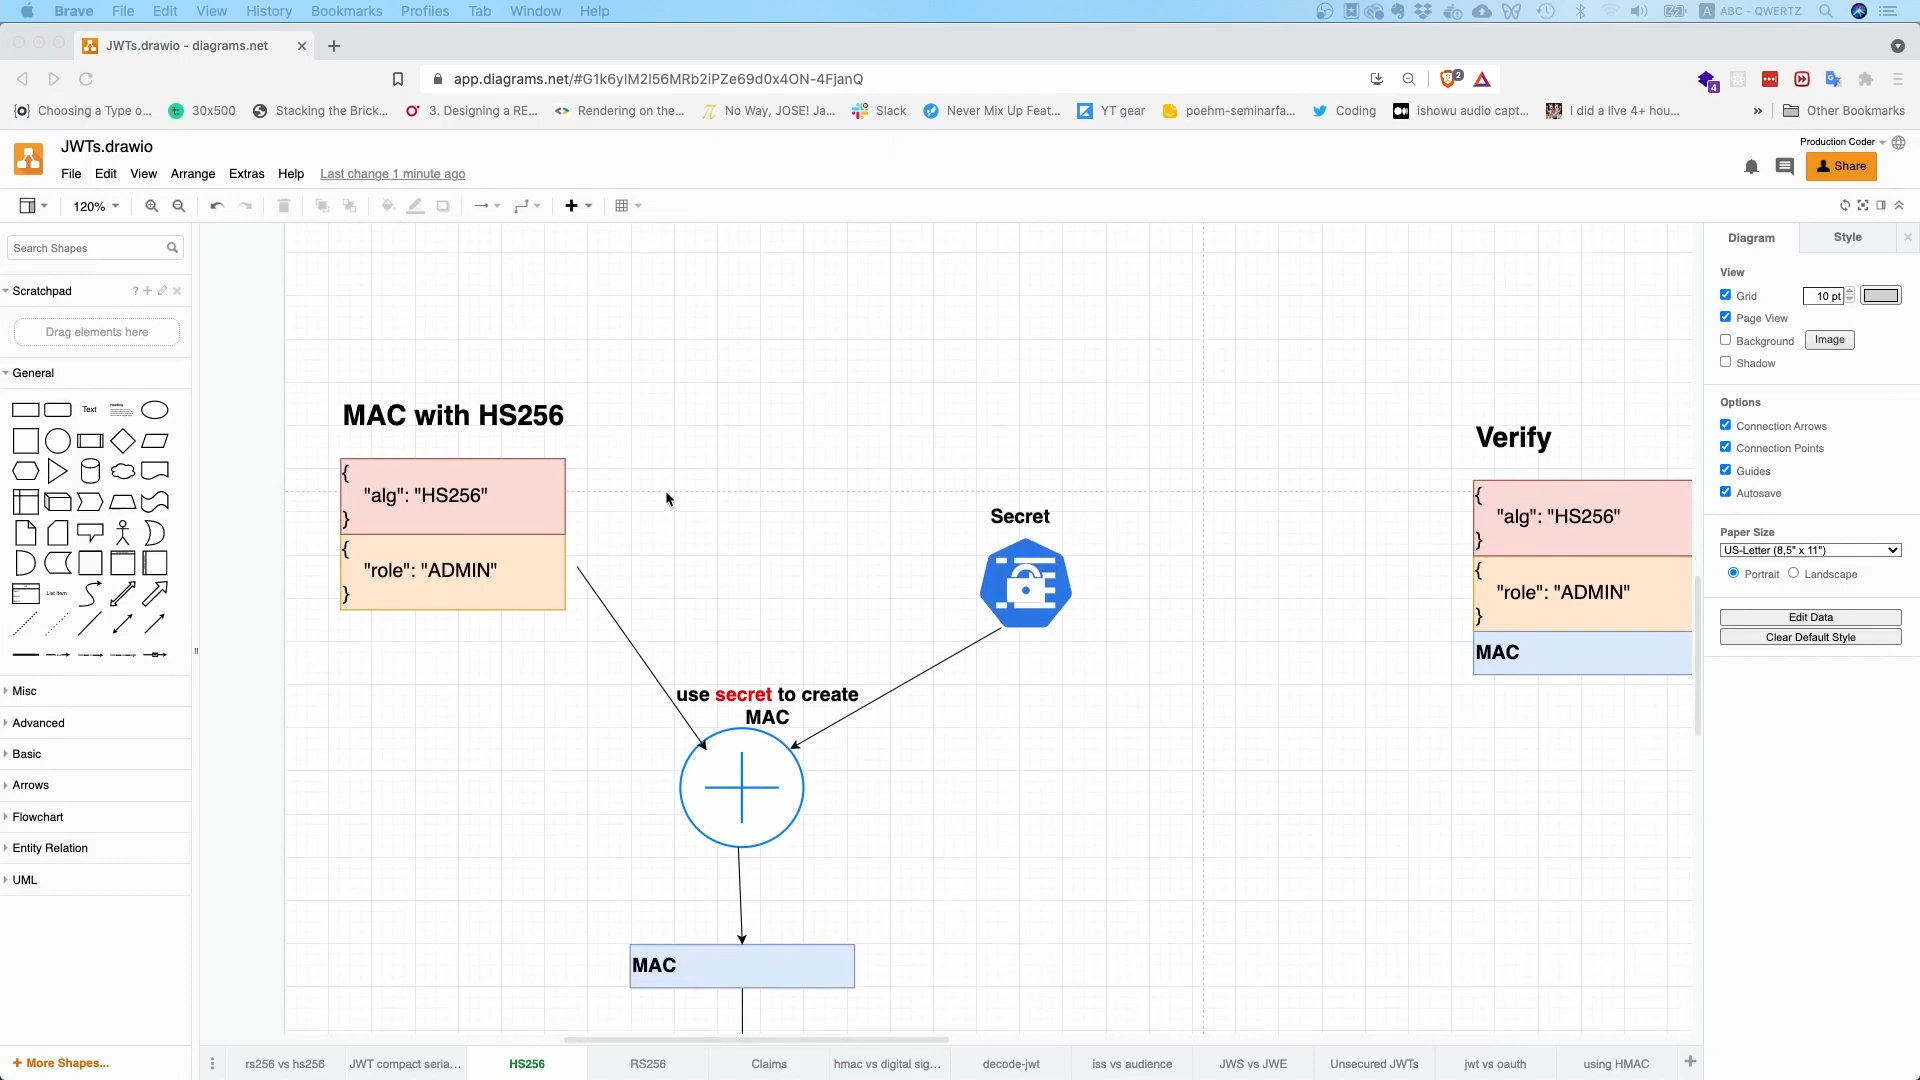 Brave File Edit View History Bookmarks Profiles Tab Window Help
ABC - QWERTZ
JWTs.drawio - diagrams.net
app.diagrams.net/#G1k6ylM2l56MRb2iPZe69d0x4ON-4FjanQ
2
4
Choosing a Type o...
30x500
Stacking the Brick...
3. Designing a RE...
Rendering on the...
No Way, JOSE! Ja...
Slack
Never Mix Up Feat...
YT gear
poehm-seminarfa...
Coding
ishowu audio capt...
I did a live 4+ hou...
»
Other Bookmarks
JWTs.drawio
Production Coder
File Edit View Arrange Extras Help Last change 1 minute ago
Share
120%
Search Shapes
Scratchpad
?
Drag elements here
General
Text
Heading
List Item
Misc
Advanced
Basic
Arrows
Flowchart
Entity Relation
UML
+ More Shapes...
MAC with HS256
{
"alg": "HS256"
}
{
"role": "ADMIN"
}
Secret
use secret to create
MAC
MAC
Verify
{
"alg": "HS256"
}
{
"role": "ADMIN"
}
MAC
Diagram
Style
View
Grid
10 pt
Page View
Background
Image
Shadow
Options
Connection Arrows
Connection Points
Guides
Autosave
Paper Size
US-Letter (8,5" x 11")
Portrait
Landscape
Edit Data
Clear Default Style
rs256 vs hs256
JWT compact seria...
HS256
RS256
Claims
hmac vs digital sig...
decode-jwt
iss vs audience
JWS vs JWE
Unsecured JWTs
jwt vs oauth
using HMAC